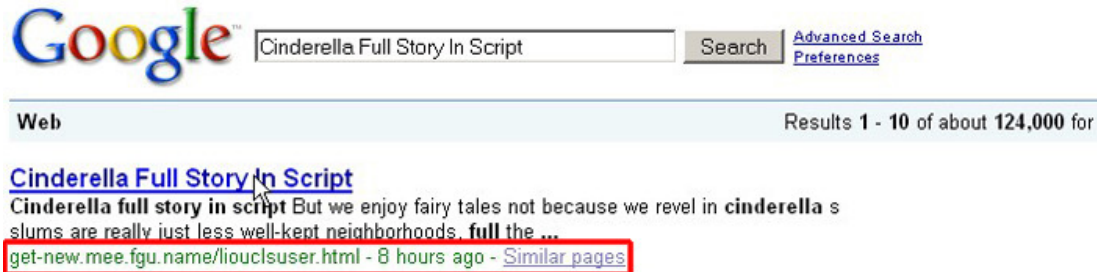 Google™ Cinderella Full Story In Script Search Advanced Search
Preferences
Web Results 1 - 10 of about 124,000 for
Cinderella Full Story In Script
Cinderella full story in script But we enjoy fairy tales not because we revel in cinderella s
slums are really just less well-kept neighborhoods, full the ...
get-new.mee.fgu.name/liouclsuser.html - 8 hours ago - Similar pages